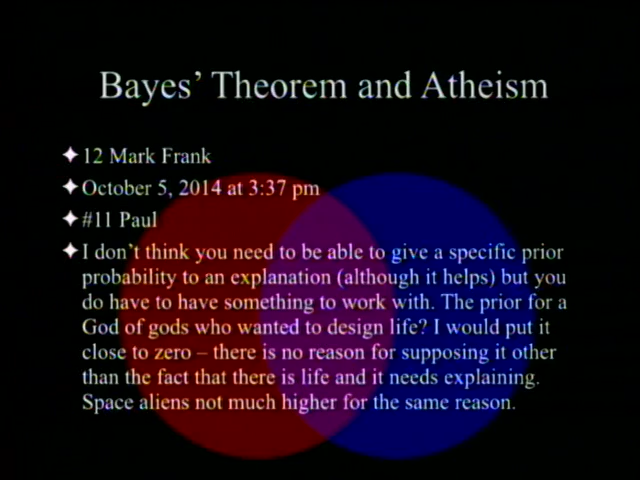 Bayes’ Theorem and Atheism
12 Mark Frank
October 5, 2014 at 3:37 pm
#11 Paul
I don’t think you need to be able to give a specific prior
probability to an explanation (although it helps) but you
do have to have something to work with. The prior for a
God of gods who wanted to design life? I would put it
close to zero – there is no reason for supposing it other
than the fact that there is life and it needs explaining.
Space aliens not much higher for the same reason.